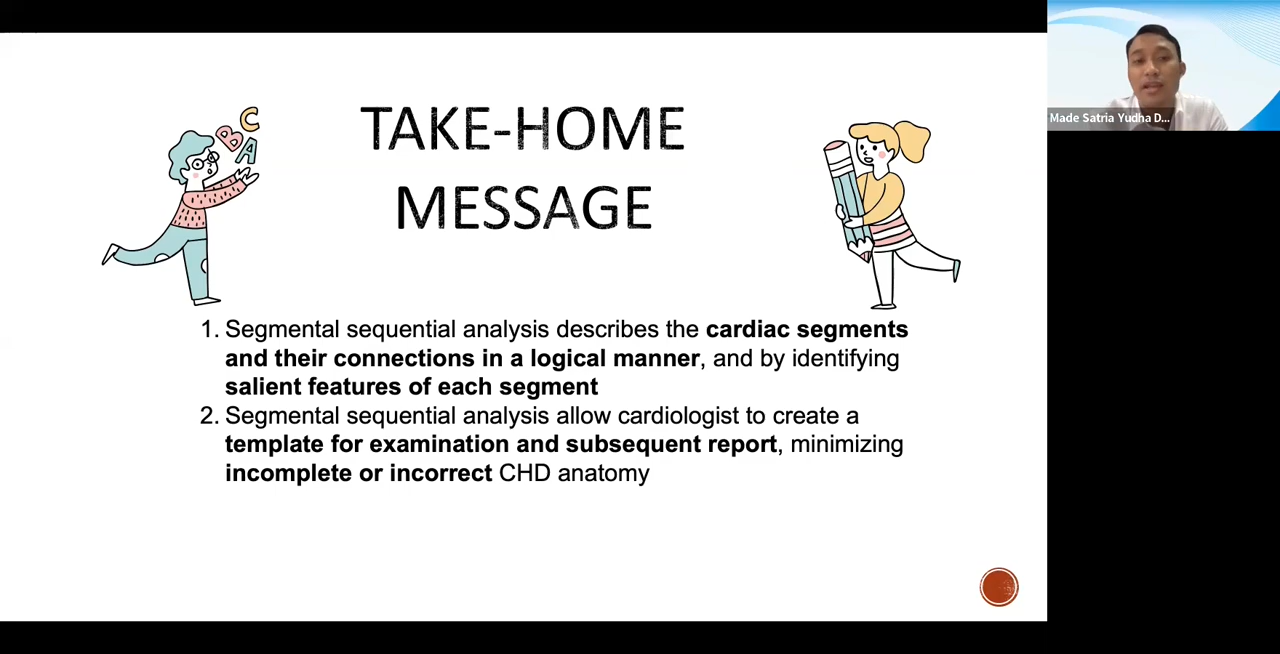 C
B
A
TAKE-HOME
MESSAGE
1. Segmental sequential analysis describes the cardiac segments
and their connections in a logical manner, and by identifying
salient features of each segment
2. Segmental sequential analysis allow cardiologist to create a
template for examination and subsequent report, minimizing
incomplete or incorrect CHD anatomy
Made Satria Yudha D...